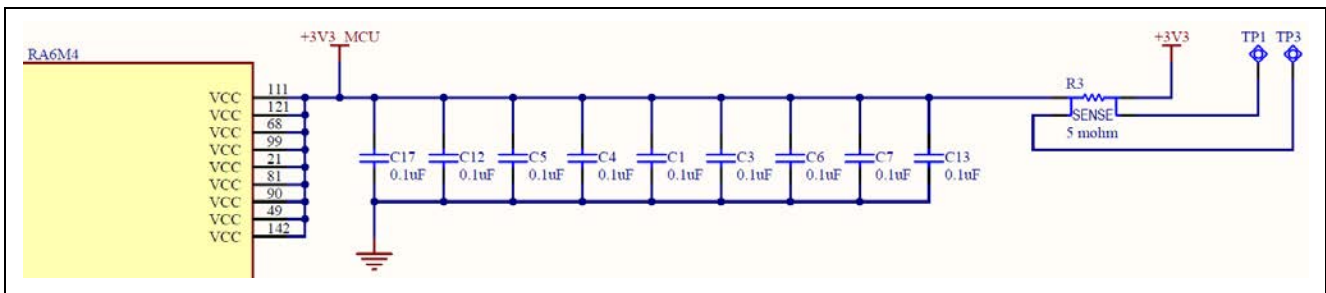 +3V3_MCU
+3V3
TP1 TP3
RA6M4
R3
VCC 111
VCC 121
VCC 68
VCC 99
VCC 21
VCC 81
VCC 90
VCC 49
VCC 142
SENSE
5 mohm
C17 C12 C5 C4 C1 C3 C6 C7 C13
0.1uF 0.1uF 0.1uF 0.1uF 0.1uF 0.1uF 0.1uF 0.1uF 0.1uF